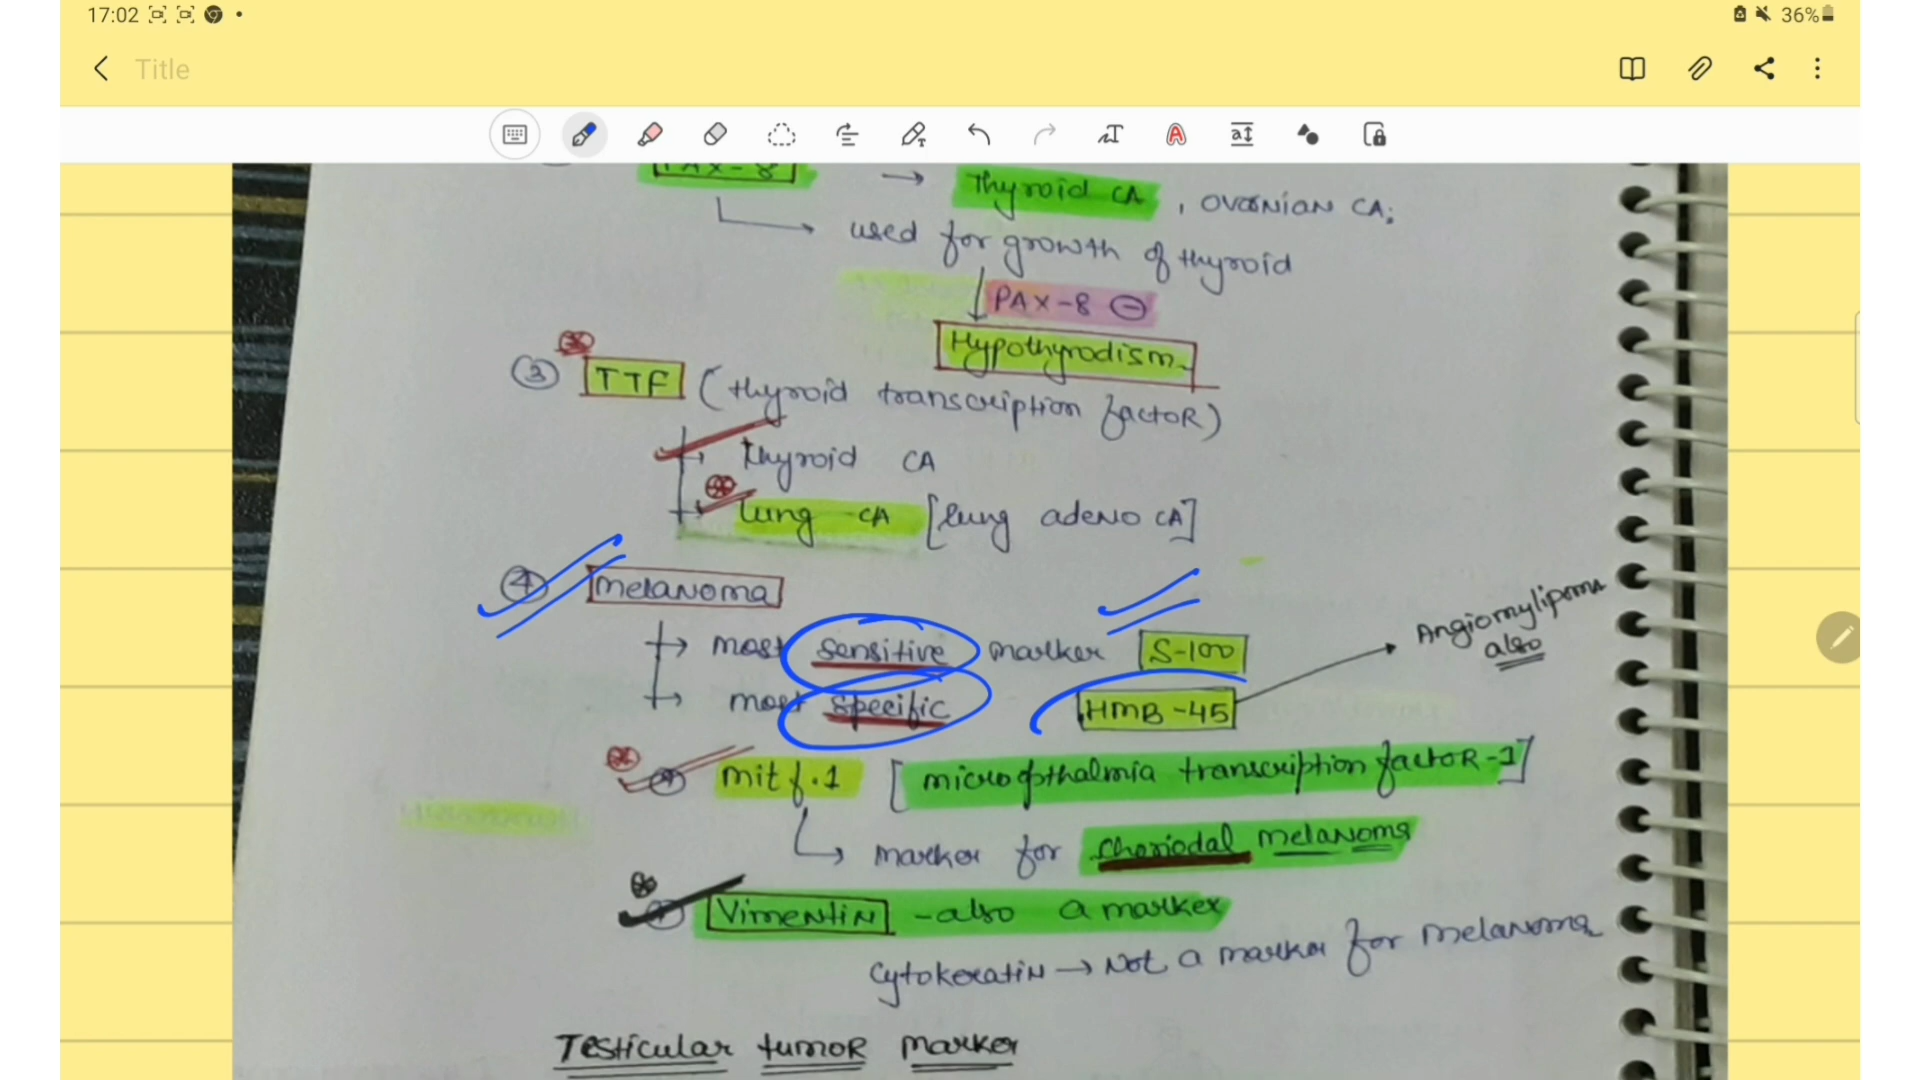 17:02
36%
Title
PAX-8 → Thyroid CA, ovarian CA;
used for growth of thyroid
PAX-8 ⊖
Hypothyrodism
③ TTF (thyroid transcription factor)
→ thyroid CA
→ lung CA [lung adeno CA]
④ melanoma
→ most sensitive marker S-100
→ most specific HMB-45 → Angiomylipoma also
mitf.1 [microopthalmia transcription factor-1]
→ marker for choriodal melanoma
Vimentin - also a marker
cytokeratin → Not a marker for melanoma
Testicular tumor marker